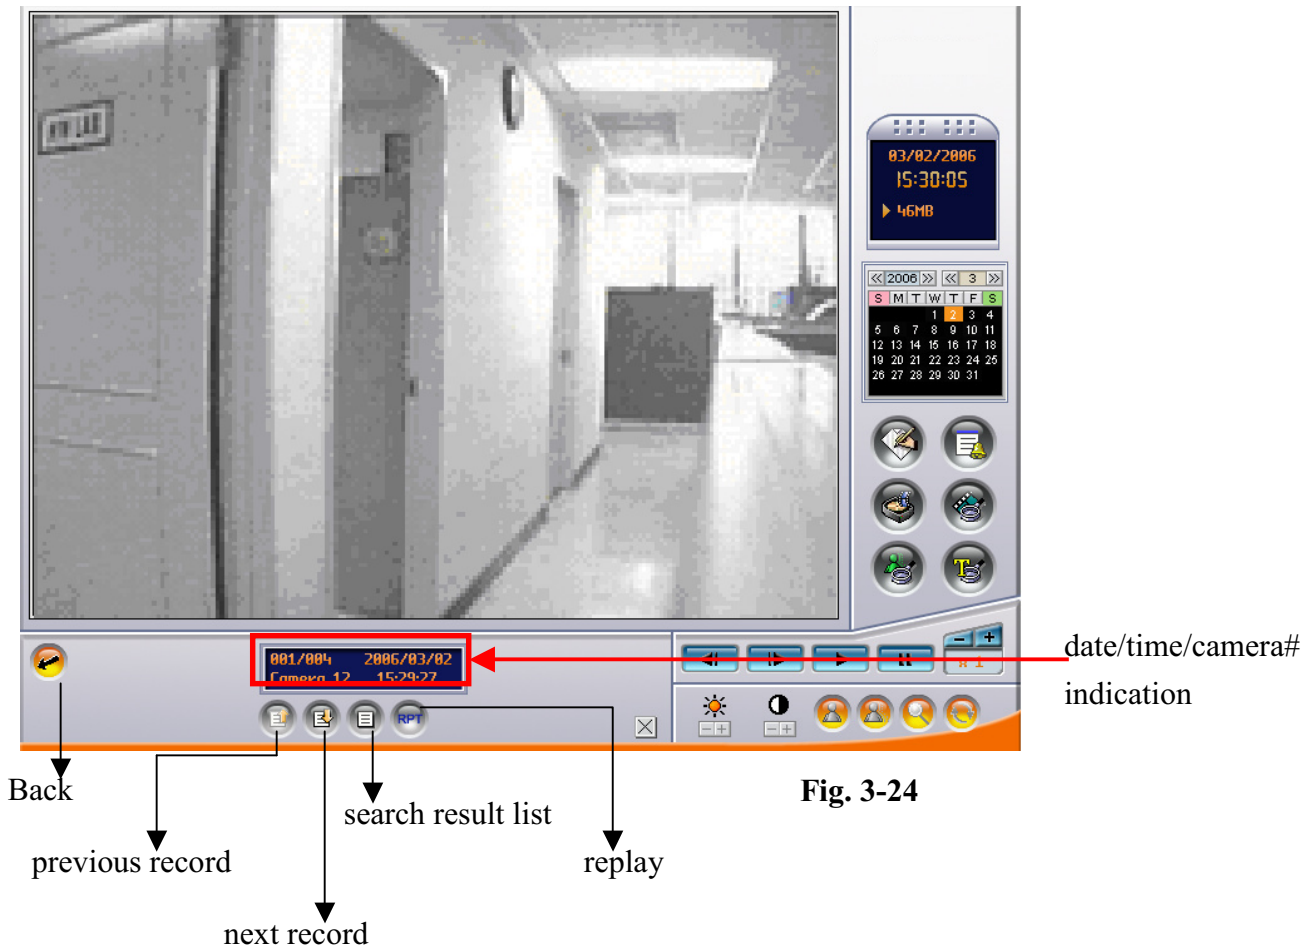 03/02/2006
15:30:05
46MB
2006 3
S M T W T F S
1 2 3 4
5 6 7 8 9 10 11
12 13 14 15 16 17 18
19 20 21 22 23 24 25
26 27 28 29 30 31
T
001/004 2006/03/02
Camera 12 15:29:27
date/time/camera#
indication
RPT
Back
Fig. 3-24
search result list
previous record
replay
next record